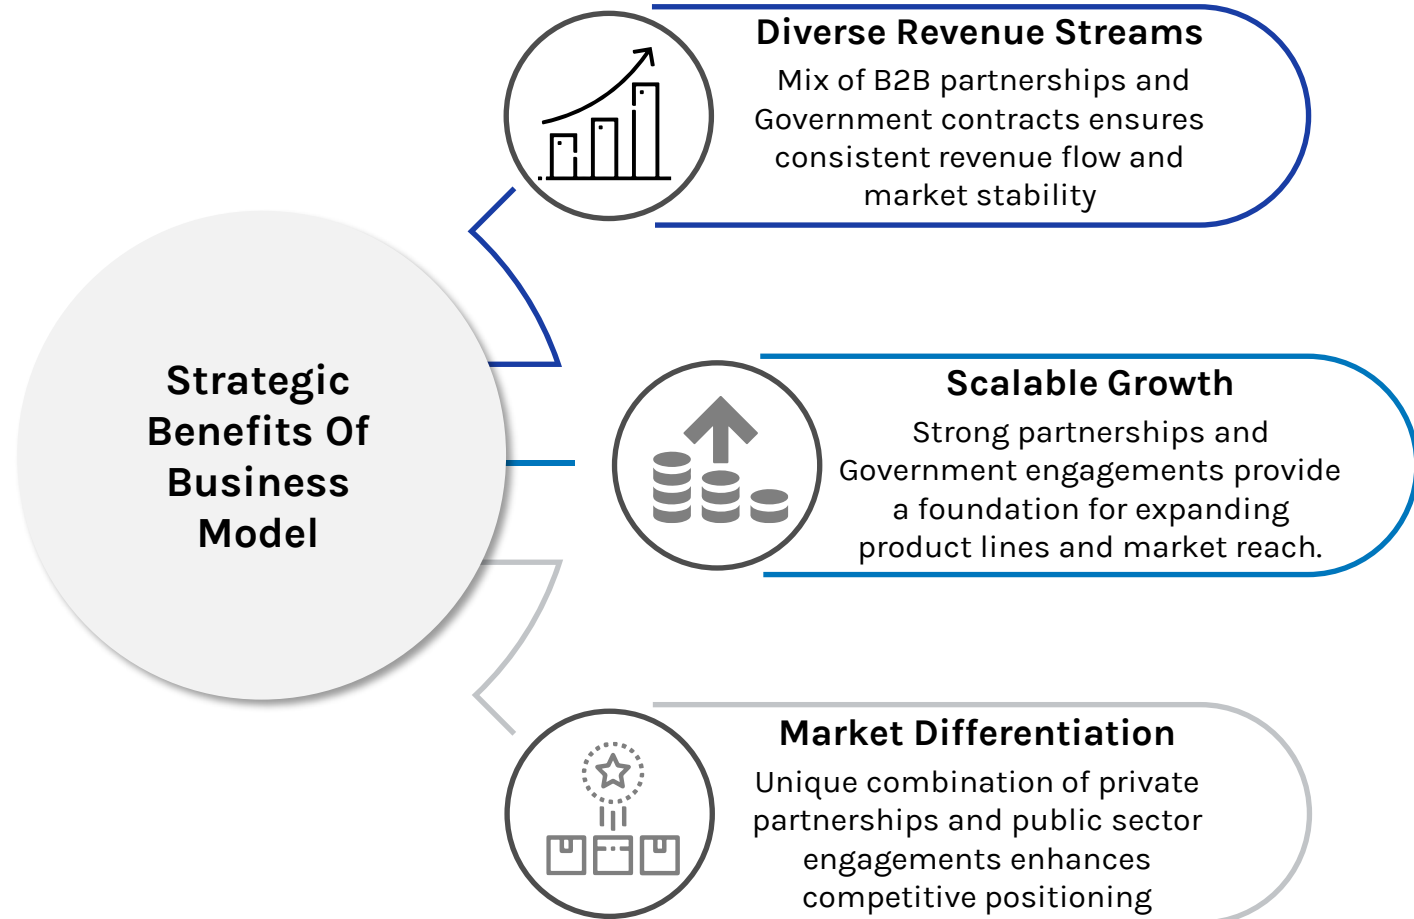 Strategic
Benefits Of
Business
Model
Diverse Revenue Streams
Mix of B2B partnerships and
Government contracts ensures
consistent revenue flow and
market stability
Scalable Growth
Strong partnerships and
Government engagements provide
a foundation for expanding
product lines and market reach.
Market Differentiation
Unique combination of private
partnerships and public sector
engagements enhances
competitive positioning